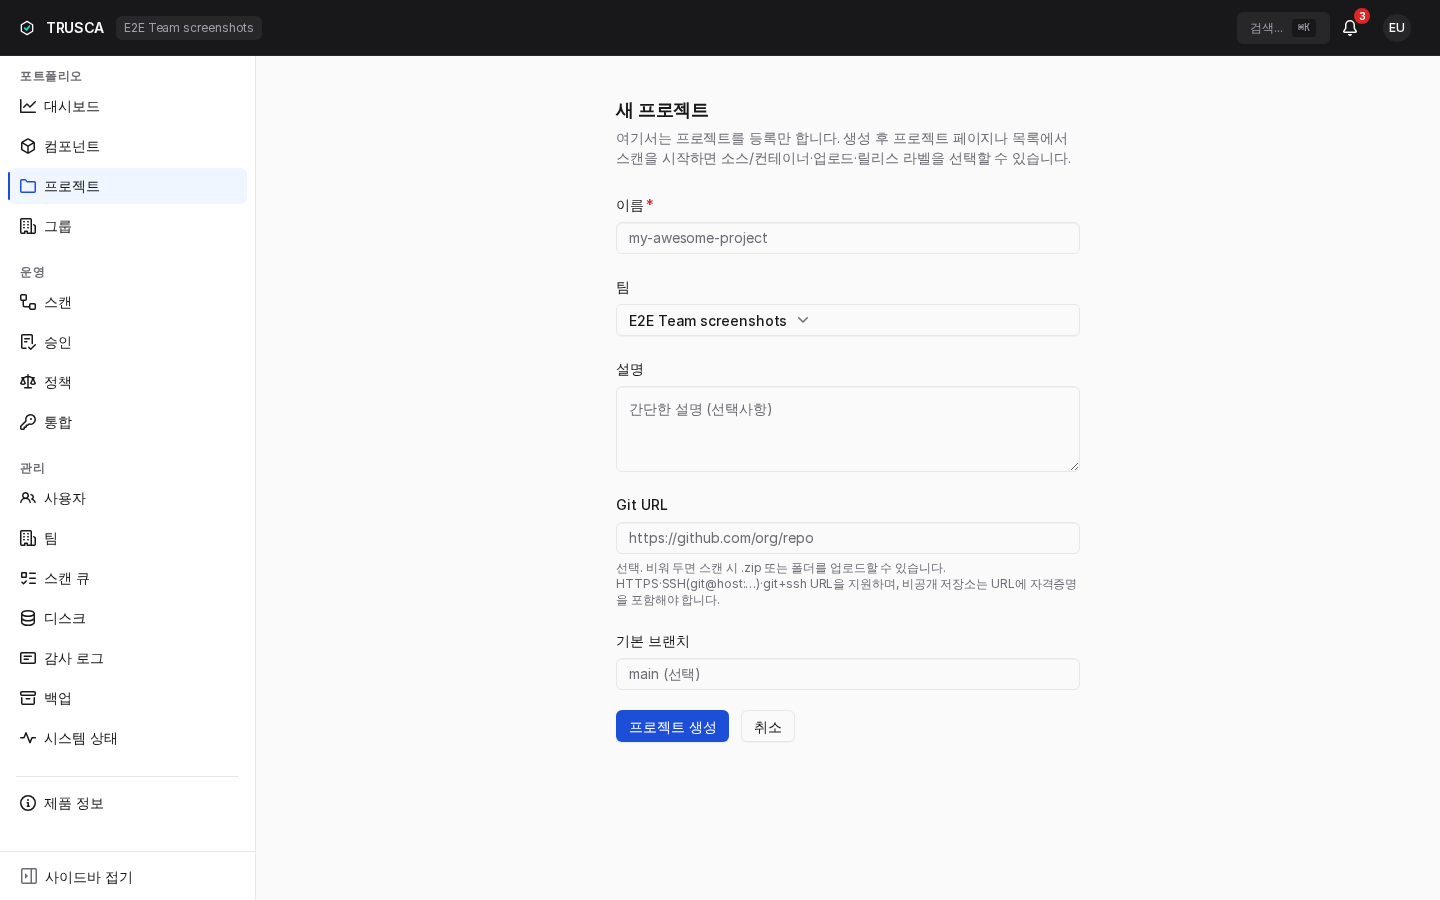 TRUSCA
E2E Team screenshots
검색...
⌘K
3
EU
포트폴리오
대시보드
컴포넌트
프로젝트
그룹
운영
스캔
승인
정책
통합
관리
사용자
팀
스캔 큐
디스크
감사 로그
백업
시스템 상태
제품 정보
사이드바 접기
새 프로젝트
여기서는 프로젝트를 등록만 합니다. 생성 후 프로젝트 페이지나 목록에서
스캔을 시작하면 소스/컨테이너·업로드·릴리스 라벨을 선택할 수 있습니다.
이름*
my-awesome-project
팀
E2E Team screenshots
설명
간단한 설명 (선택사항)
Git URL
https://github.com/org/repo
선택. 비워 두면 스캔 시 .zip 또는 폴더를 업로드할 수 있습니다.
HTTPS·SSH(git@host:…)·git+ssh URL을 지원하며, 비공개 저장소는 URL에 자격증명
을 포함해야 합니다.
기본 브랜치
main (선택)
프로젝트 생성
취소